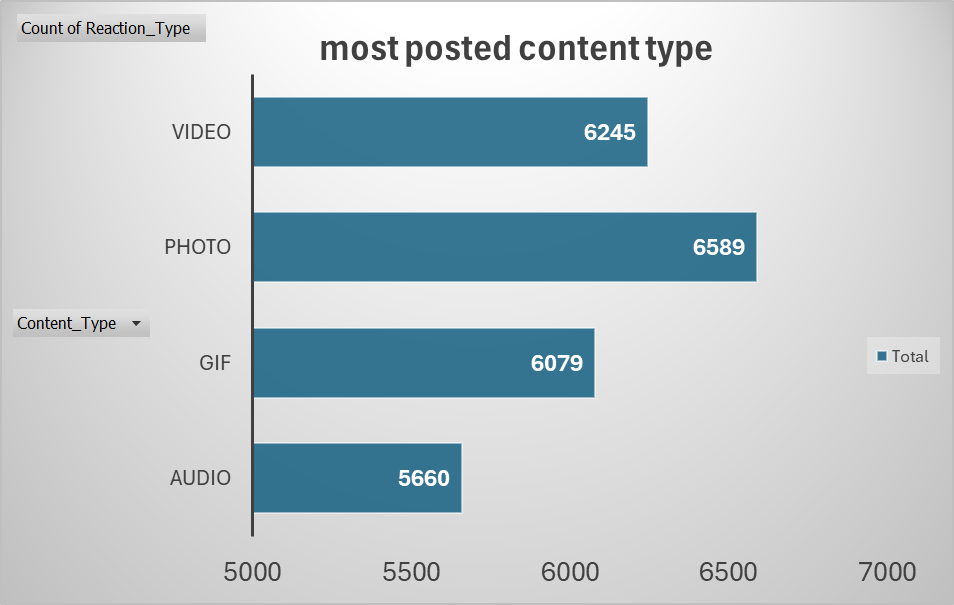 Count of Reaction_Type
most posted content type
VIDEO
6245
PHOTO
6589
Content_Type
GIF
6079
Total
AUDIO
5660
5000 5500 6000 6500 7000